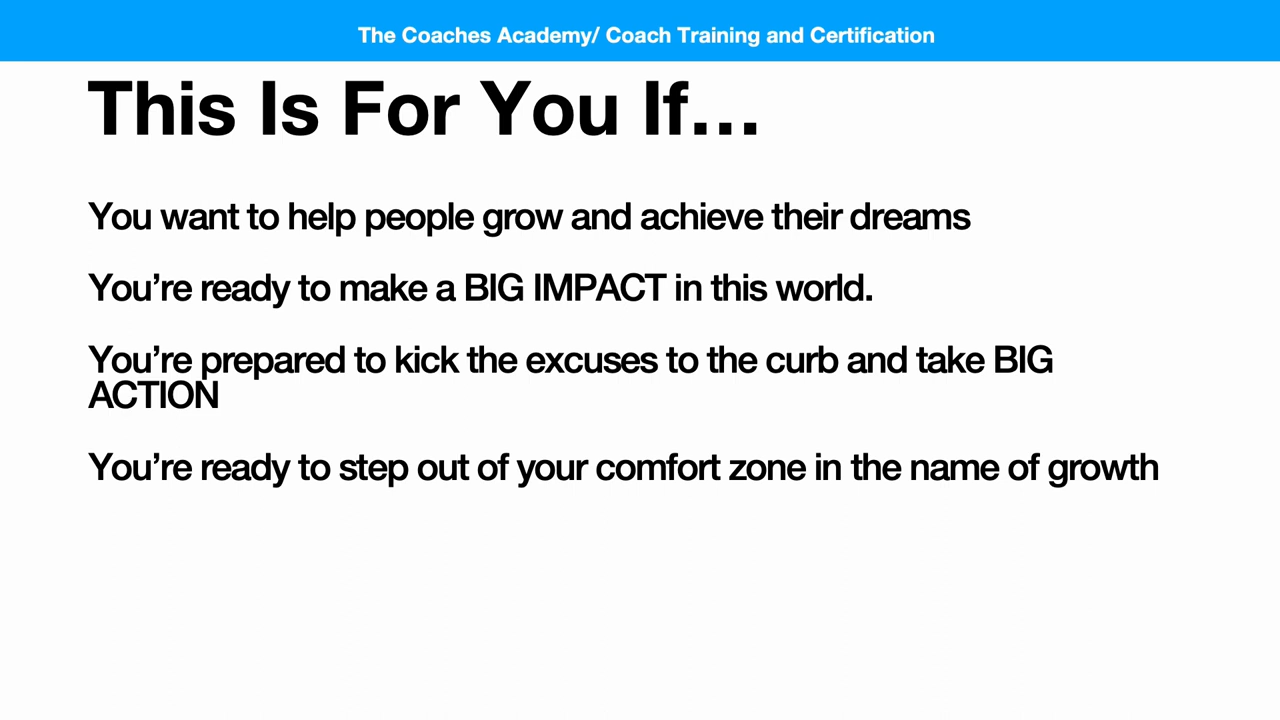 The Coaches Academy/ Coach Training and Certification
This Is For You If…
You want to help people grow and achieve their dreams
You’re ready to make a BIG IMPACT in this world.
You’re prepared to kick the excuses to the curb and take BIG
ACTION
You’re ready to step out of your comfort zone in the name of growth